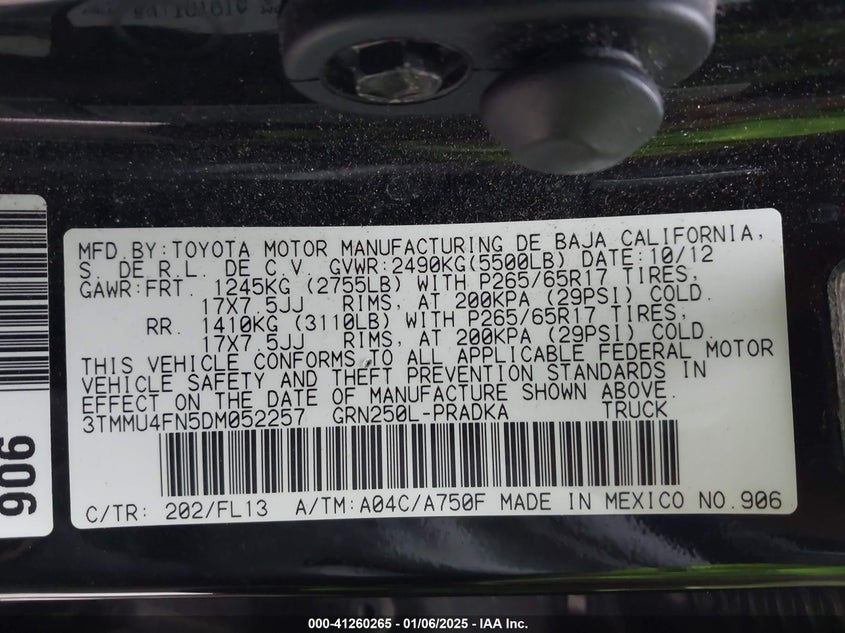 MFD.BY:TOYOTA MOTOR MANUFACTURING DE BAJA CALIFORNIA,
S. DE R.L. DE C.V. GVWR:2490KG(5500LB) DATE:10/12
GAWR:FRT. 1245KG (2755LB) WITH P265/65R17 TIRES,
17X7.5JJ RIMS, AT 200KPA (29PSI) COLD.
RR. 1410KG (3110LB) WITH P265/65R17 TIRES,
17X7.5JJ RIMS, AT 200KPA (29PSI) COLD.
THIS VEHICLE CONFORMS TO ALL APPLICABLE FEDERAL MOTOR
VEHICLE SAFETY AND THEFT PREVENTION STANDARDS IN
EFFECT ON THE DATE OF MANUFACTURE SHOWN ABOVE.
3TMMU4FN5DM052257 GRN250L-PRADKA TRUCK
C/TR: 202/FL13 A/TM:A04C/A750F MADE IN MEXICO NO.906
906
000-41260265 - 01/06/2025 - IAA Inc.